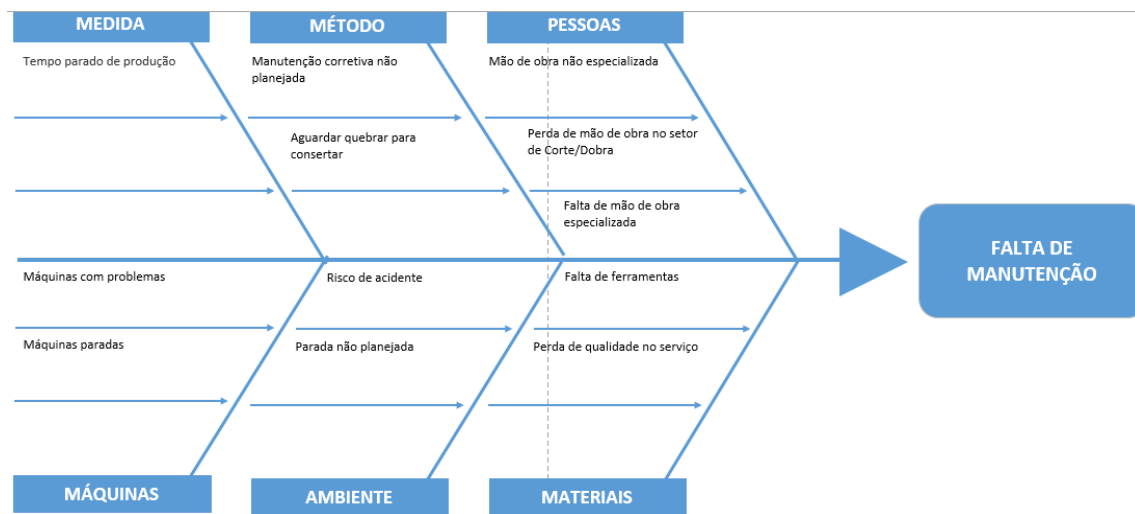 MEDIDA
MÉTODO
PESSOAS
Tempo parado de produção
Manutenção corretiva não
planejada
Mão de obra não especializada
Aguardar quebrar para
consertar
Perda de mão de obra no setor
de Corte/Dobra
Falta de mão de obra
especializada
FALTA DE
MANUTENÇÃO
Máquinas com problemas
Risco de acidente
Falta de ferramentas
Máquinas paradas
Parada não planejada
Perda de qualidade no serviço
MÁQUINAS
AMBIENTE
MATERIAIS